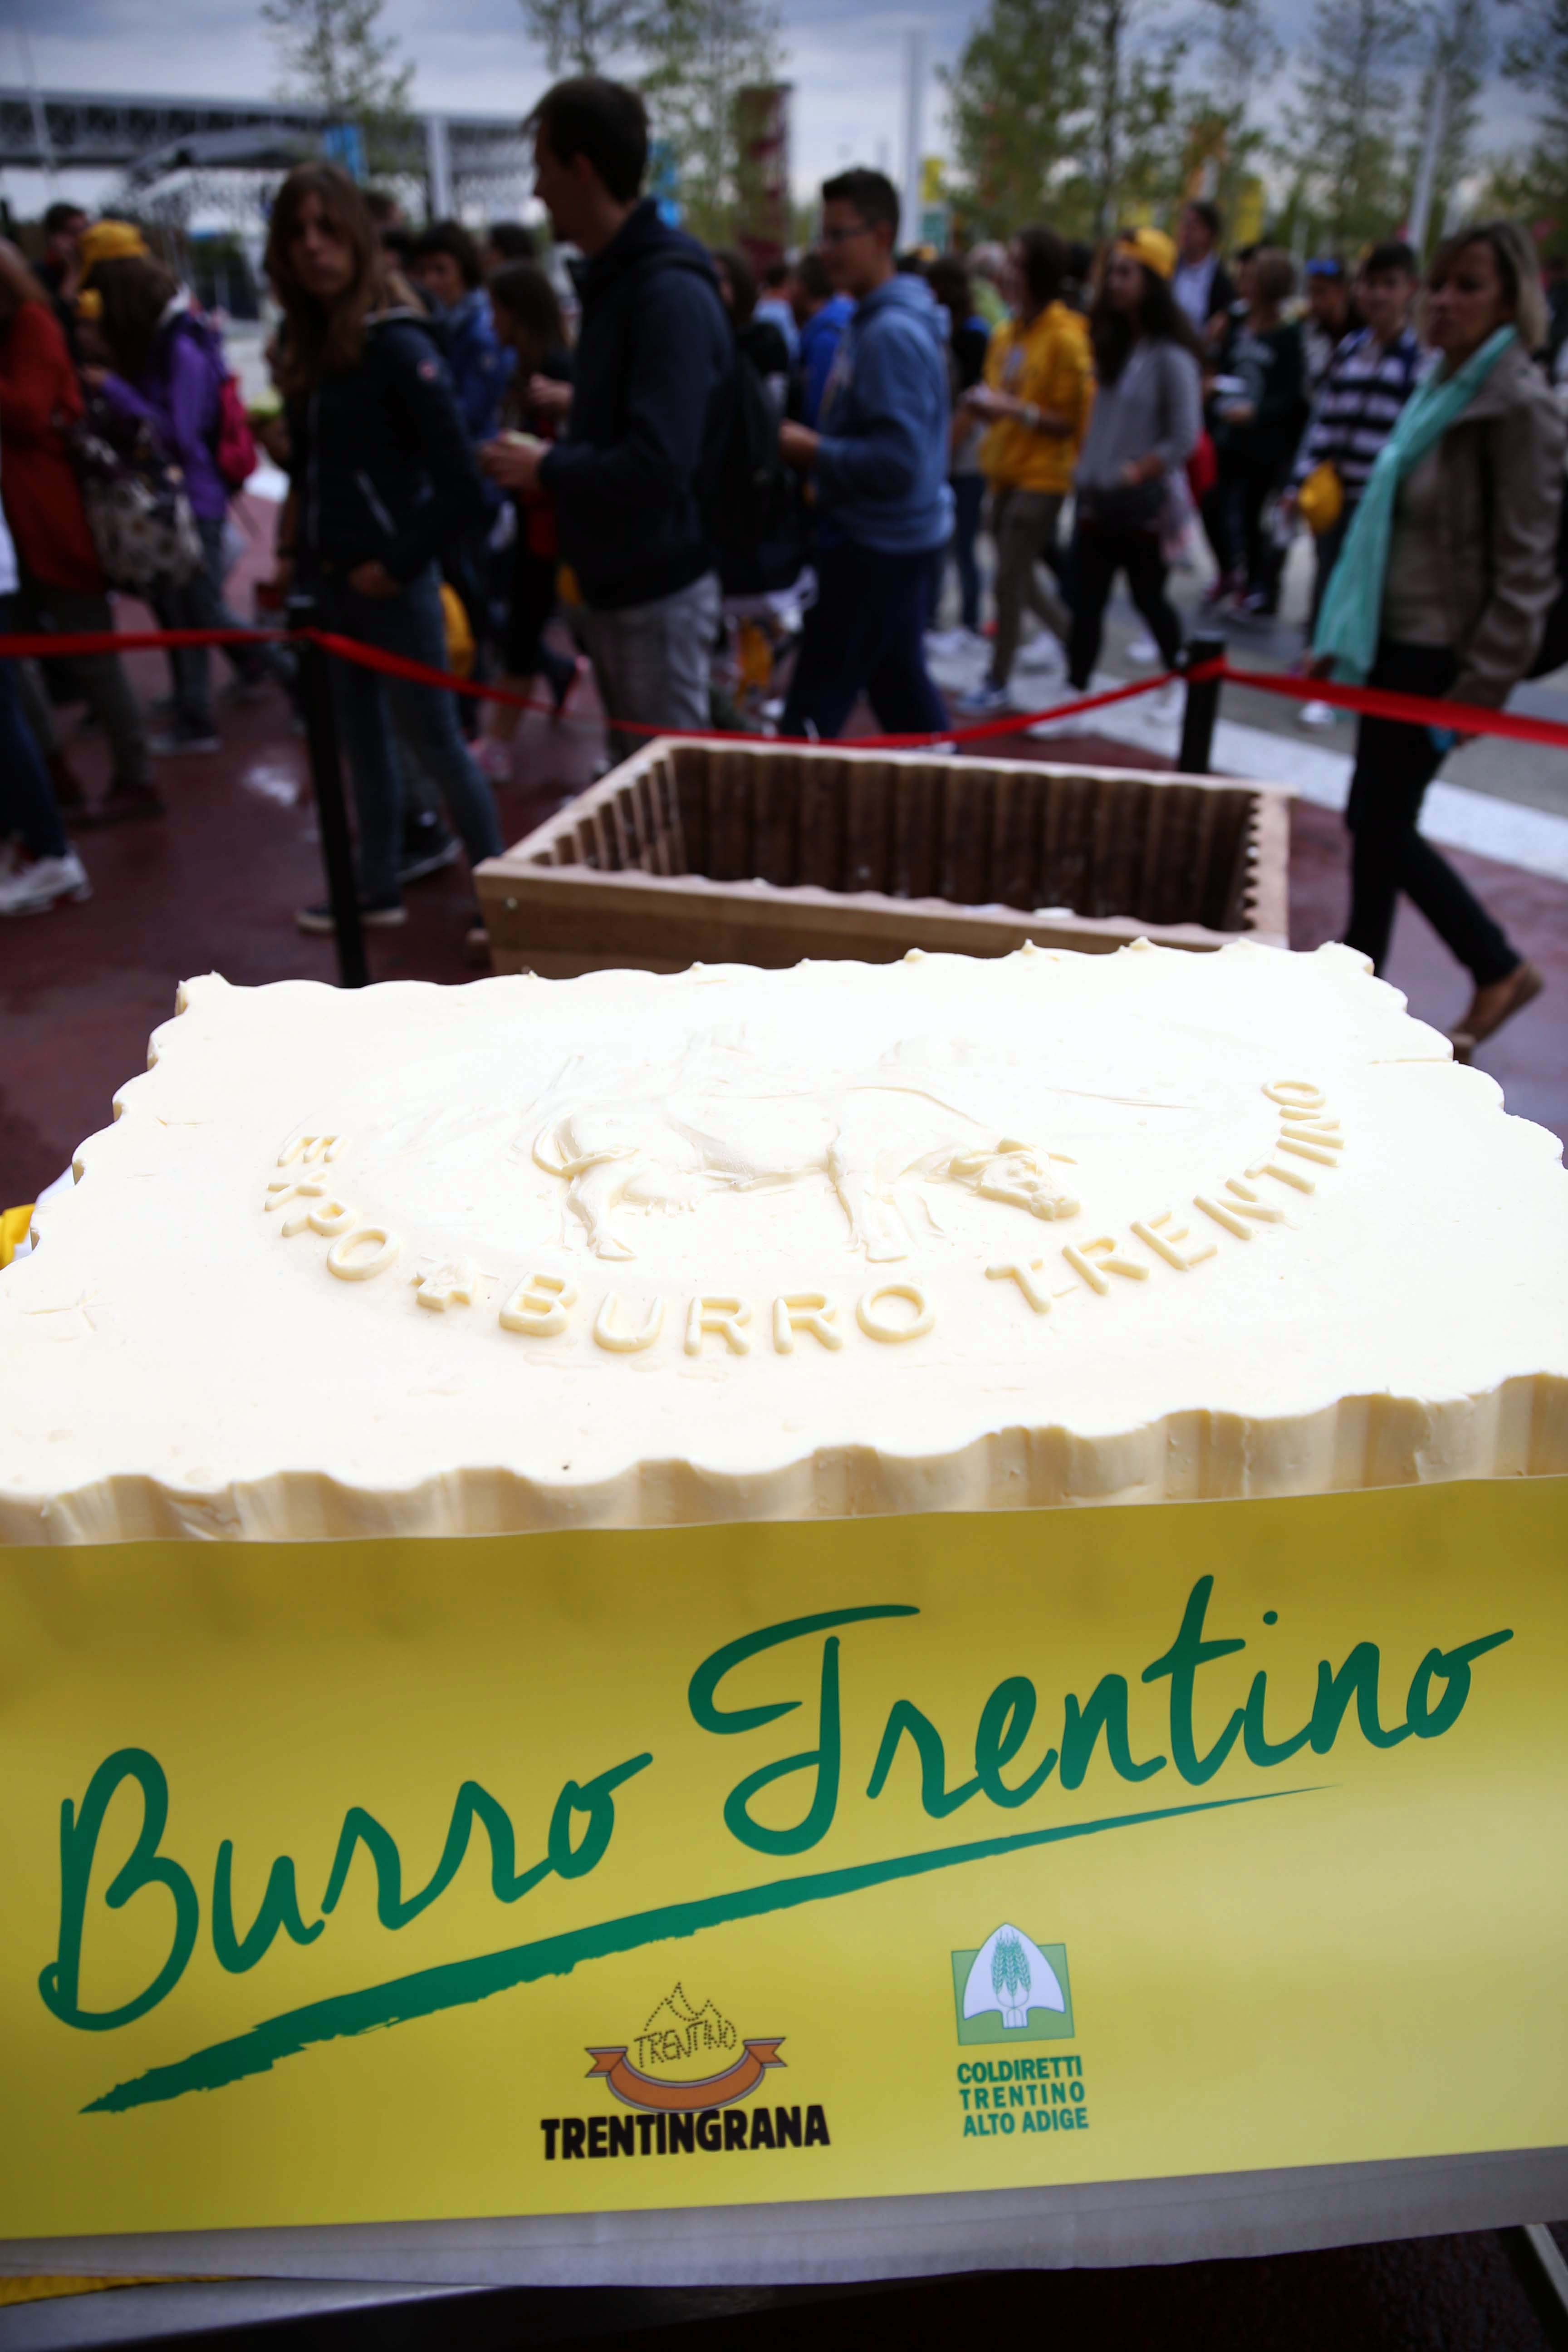 EXPO BURRO TRENTINO
Burro Trentino
TRENTINO
TRENTINGRANA
COLDIRETTI
TRENTINO
ALTO ADIGE